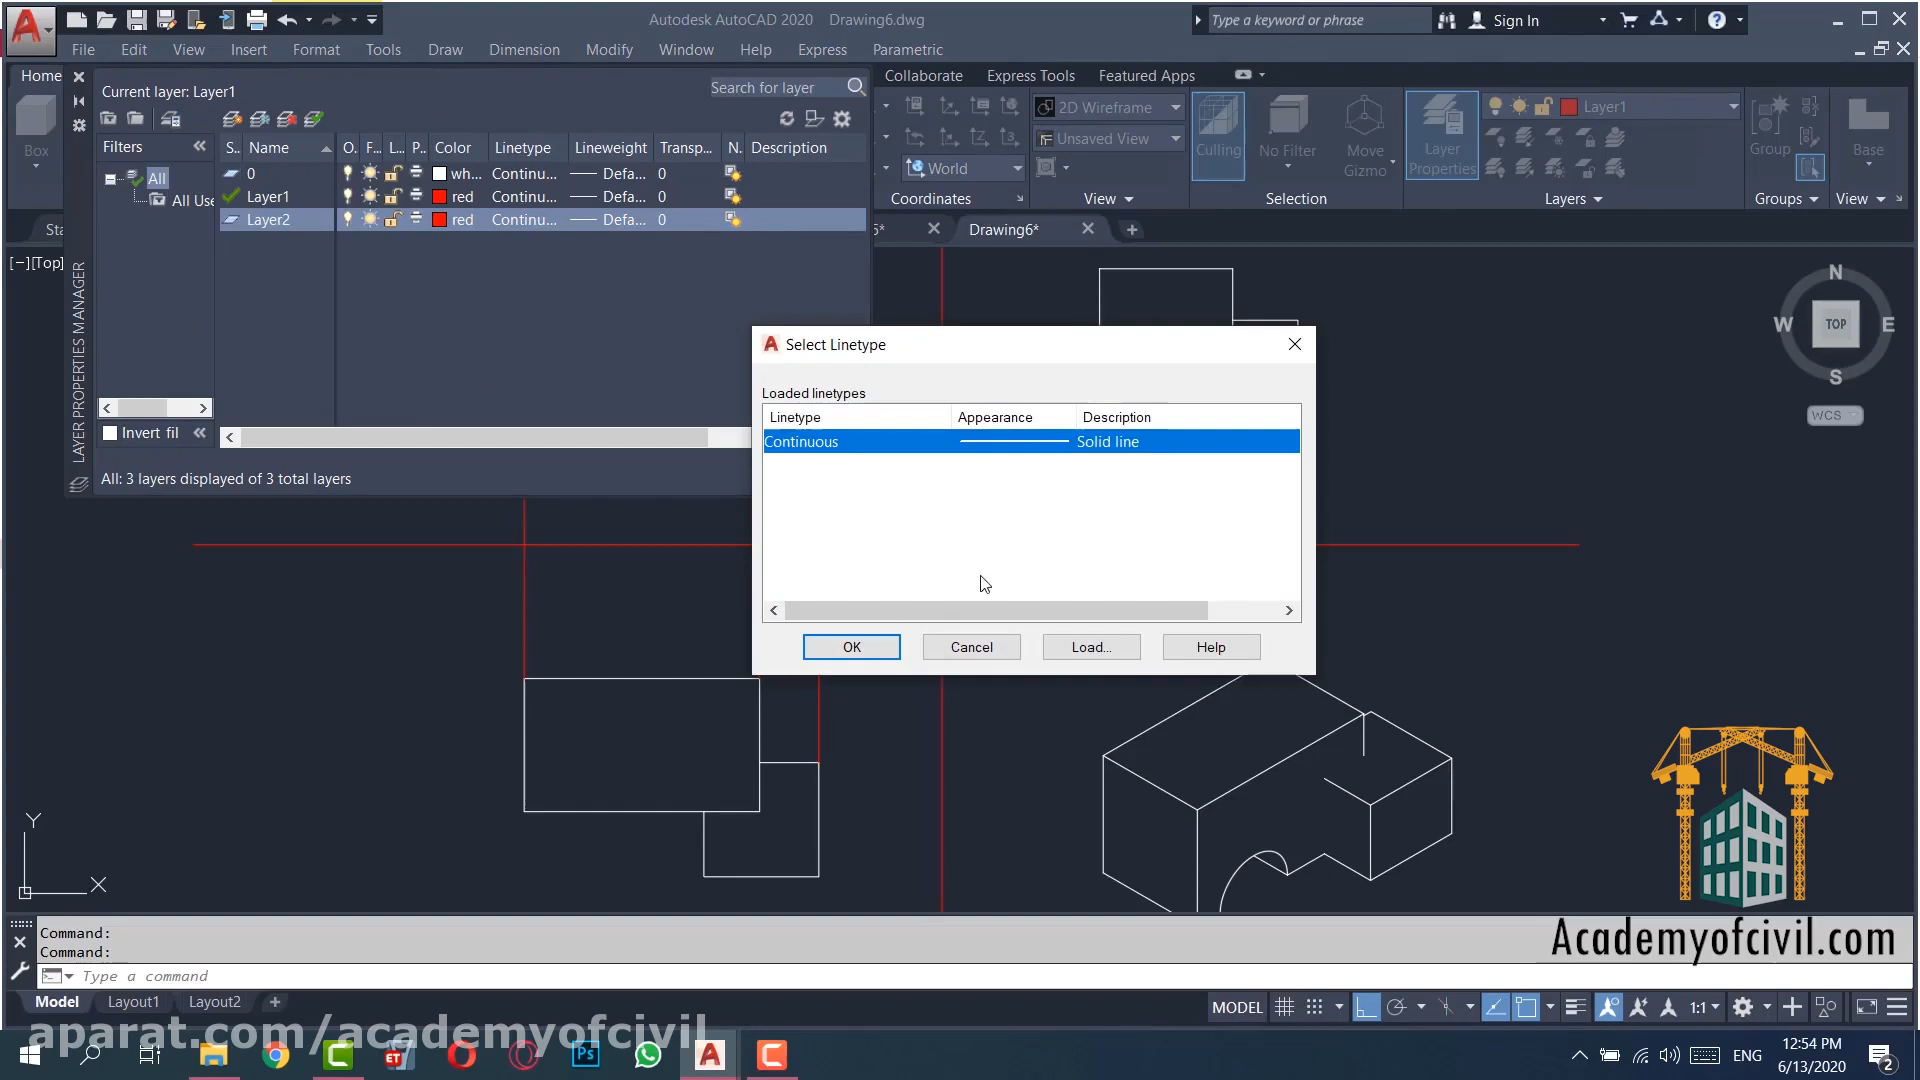 Autodesk AutoCAD 2020 Drawing6.dwg
Type a keyword or phrase
Sign In
File Edit View Insert Format Tools Draw Dimension Modify Window Help Express Parametric
Home
Collaborate Express Tools Featured Apps
Current layer: Layer1
Search for layer
Box
Filters
S.. Name O. F.. L.. P.. Color Linetype Lineweight Transp... N. Description
All
All Use
0 wh... Continu... Defa... 0
Layer1 red Continu... Defa... 0
Layer2 red Continu... Defa... 0
Invert fil
All: 3 layers displayed of 3 total layers
LAYER PROPERTIES MANAGER
World
Coordinates
2D Wireframe
Unsaved View
View
Culling
No Filter
Move Gizmo
Selection
Layer Properties
Layer1
Layers
Group
Groups
Base
View
Sta
Drawing6*
[−][Top]
N
W TOP E
S
WCS
Select Linetype
Loaded linetypes
Linetype Appearance Description
Continuous Solid line
OK Cancel Load... Help
Y
X
Command:
Command:
Type a command
Academyofcivil.com
Model Layout1 Layout2
MODEL
1:1
aparat.com/academyofcivil
ET
Ps
ENG
12:54 PM
6/13/2020
2